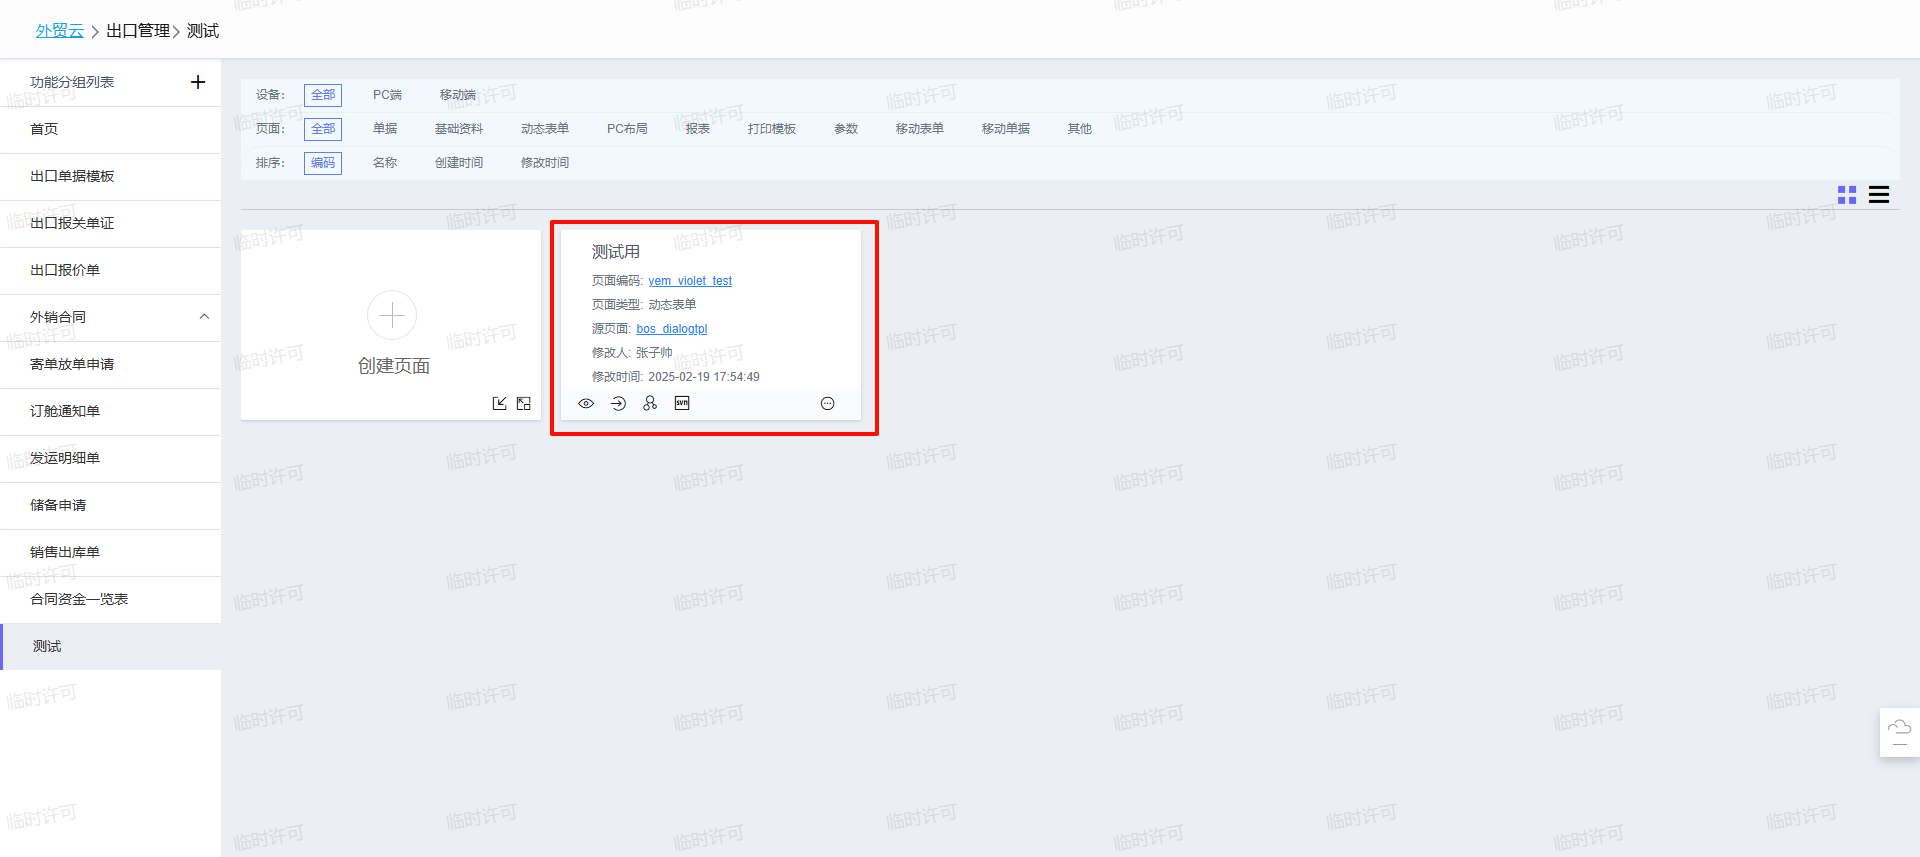 外贸云 > 出口管理 > 测试
功能分组列表
首页
出口单据模板
出口报关单证
出口报价单
外销合同
寄单放单申请
订舱通知单
发运明细单
储备申请
销售出库单
合同资金一览表
测试
设备: 全部 PC端 移动端
页面: 全部 单据 基础资料 动态表单 PC布局 报表 打印模板 参数 移动表单 移动单据 其他
排序: 编码 名称 创建时间 修改时间
创建页面
测试用
页面编码: yem_violet_test
页面类型: 动态表单
源页面: bos_dialogtpl
修改人: 张子帅
修改时间: 2025-02-19 17:54:49
svn
临时许可